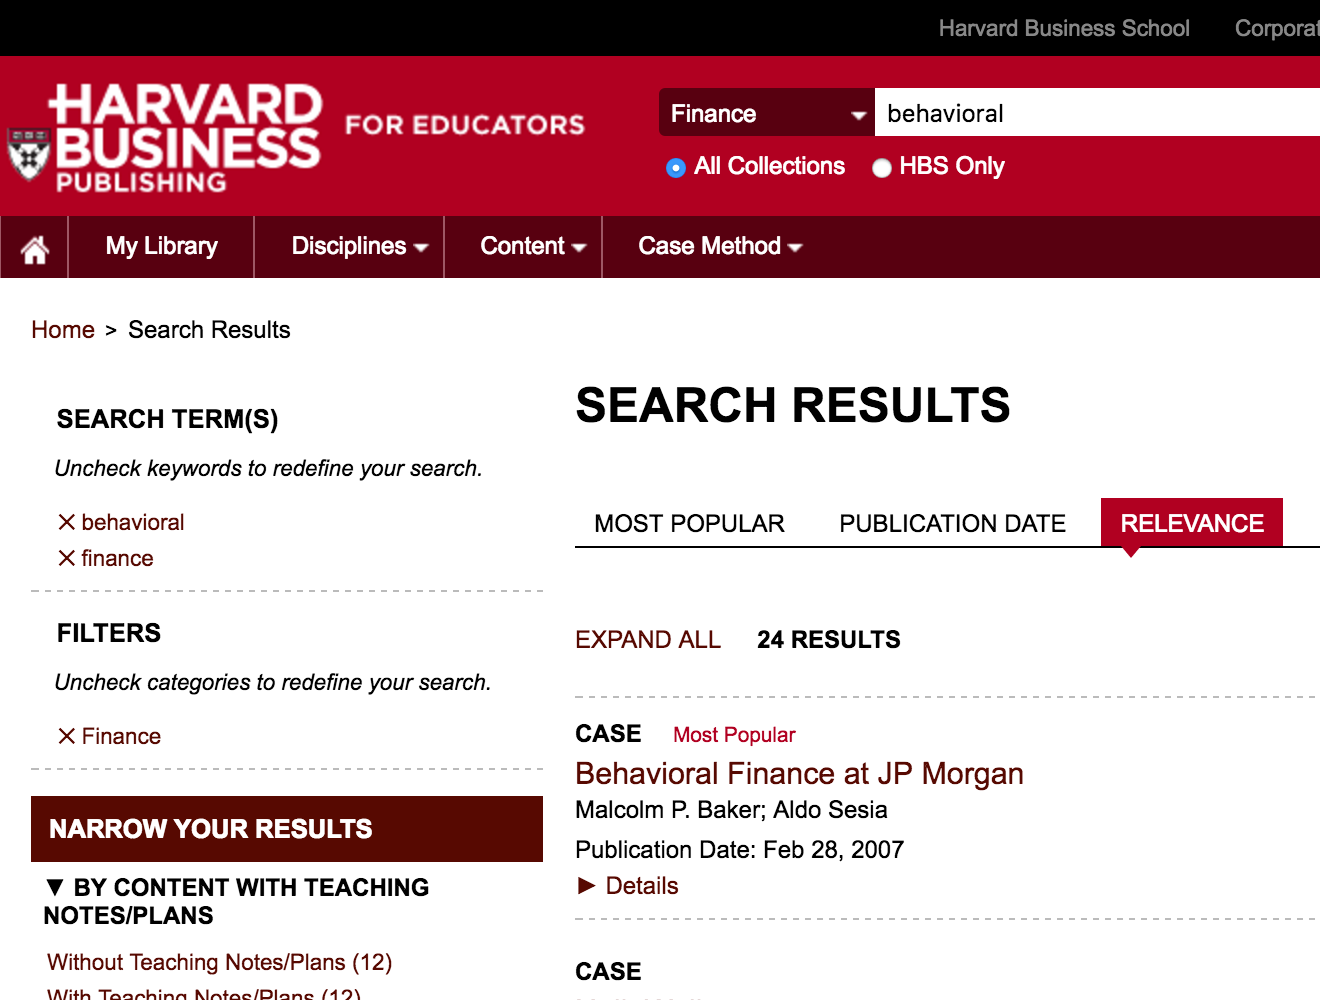 Harvard Business School Corporat
HARVARD
BUSINESS
PUBLISHING
FOR EDUCATORS
Finance
behavioral
All Collections HBS Only
My Library Disciplines Content Case Method
Home > Search Results
SEARCH TERM(S)
Uncheck keywords to redefine your search.
behavioral
finance
FILTERS
Uncheck categories to redefine your search.
Finance
NARROW YOUR RESULTS
▼ BY CONTENT WITH TEACHING
NOTES/PLANS
Without Teaching Notes/Plans (12)
With Teaching Notes/Plans (12)
SEARCH RESULTS
MOST POPULAR PUBLICATION DATE RELEVANCE
EXPAND ALL 24 RESULTS
CASE Most Popular
Behavioral Finance at JP Morgan
Malcolm P. Baker; Aldo Sesia
Publication Date: Feb 28, 2007
► Details
CASE